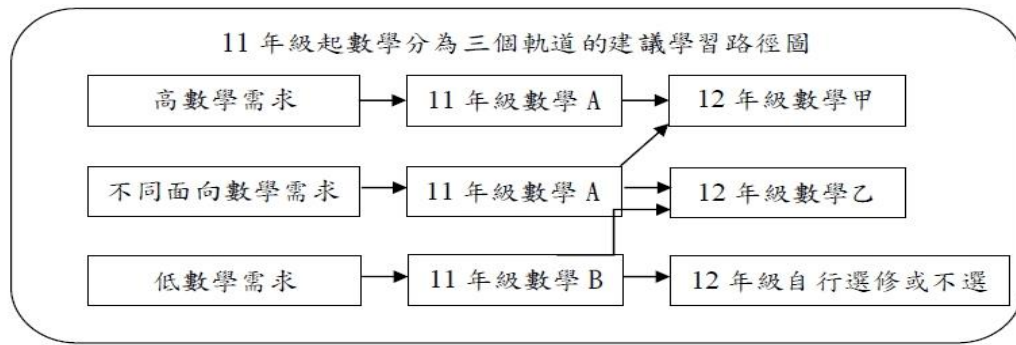 11 年級起數學分為三個軌道的建議學習路徑圖
高數學需求
11 年級數學 A
12 年級數學甲
不同面向數學需求
11 年級數學 A
12 年級數學乙
低數學需求
11 年級數學 B
12 年級自行選修或不選